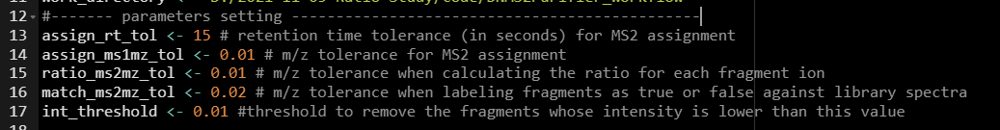 12 #------- parameters setting -----------------------------------------------
13 assign_rt_tol <- 15 # retention time tolerance (in seconds) for MS2 assignment
14 assign_ms1mz_tol <- 0.01 # m/z tolerance for MS2 assignment
15 ratio_ms2mz_tol <- 0.01 # m/z tolerance when calculating the ratio for each fragment ion
16 match_ms2mz_tol <- 0.02 # m/z tolerance when labeling fragments as true or false against library spectra
17 int_threshold <- 0.01 #threshold to remove the fragments whose intensity is lower than this value